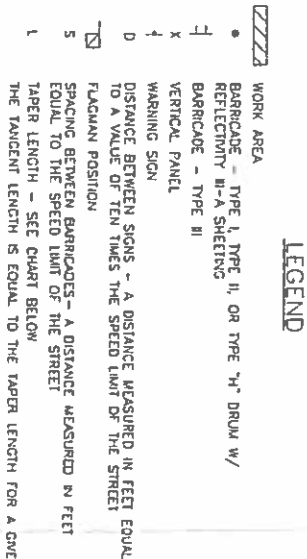 LEGEND
WORK AREA
BARRICADE - TYPE I, TYPE II, OR TYPE "H" DRUM W/
REFLECTIVITY III-A SHEETING
BARRICADE - TYPE III
X VERTICAL PANEL
WARNING SIGN
D DISTANCE BETWEEN SIGNS - A DISTANCE MEASURED IN FEET EQUAL
TO A VALUE OF TEN TIMES THE SPEED LIMIT OF THE STREET
FLAGMAN POSITION
S SPACING BETWEEN BARRICADES- A DISTANCE MEASURED IN FEET
EQUAL TO THE SPEED LIMIT OF THE STREET
L TAPER LENGTH - SEE CHART BELOW
THE TANGENT LENGTH IS EQUAL TO THE TAPER LENGTH FOR A GIVE